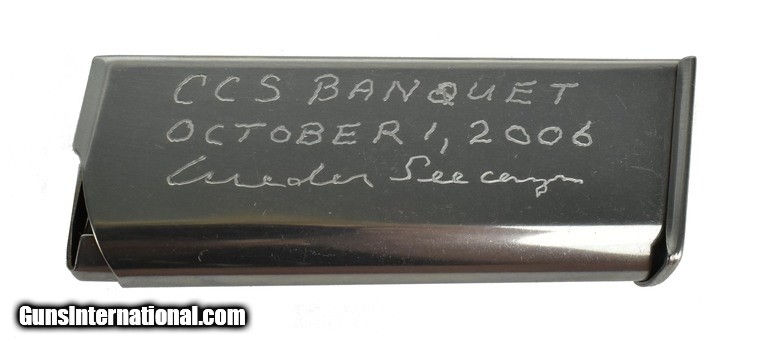 CCS BANQUET
OCTOBER 1, 2006
GunsInternational.com